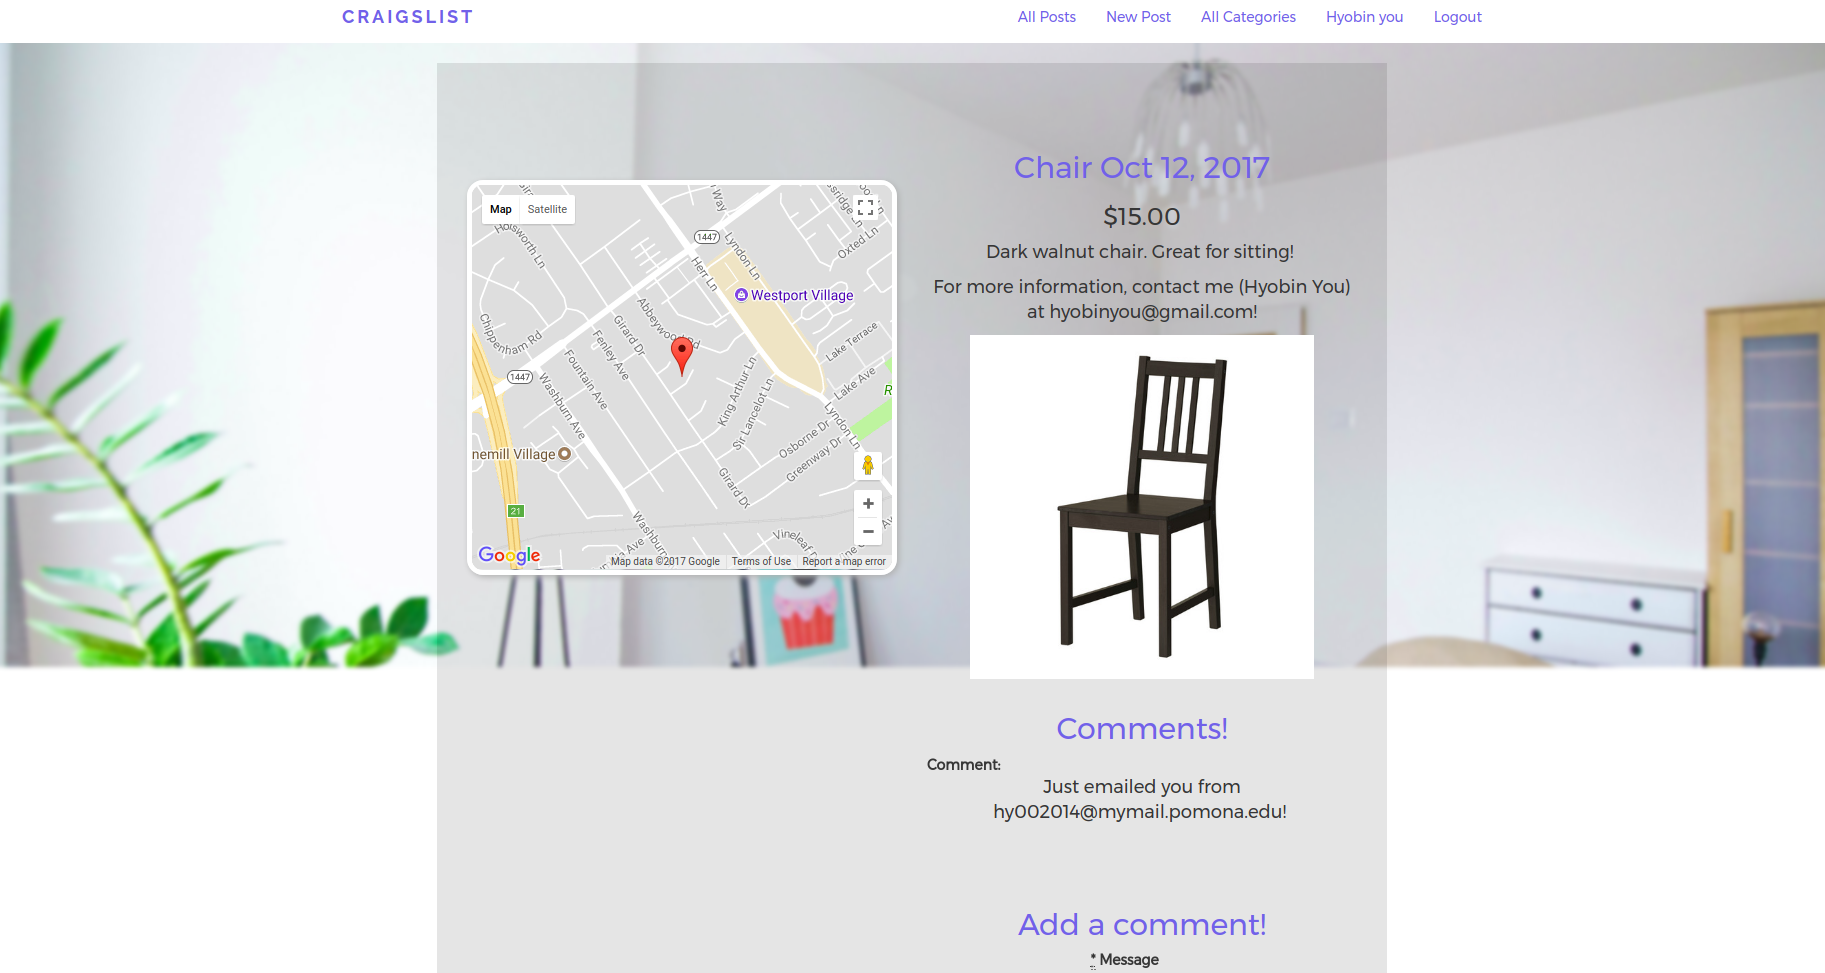 CRAIGSLIST
All Posts
New Post
All Categories
Hyobin you
Logout
Map
Satellite
Holsworth Ln
1447
Way
Lyndon Ln
Oxted Ln
Herr Ln
Westport Village
Abbeywood Rd
Girard Dr
Fenley Ave
Chippenham Rd
Fountain Ave
Lake Terrace
1447
Washburn Ave
King Arthur Ln
Sir Lancelot Ln
Lake Ave
Lyndon Ln
Osborne Dr
Greenway Dr
nemill Village
Girard Dr
21
Washburn
Ave
Google
Map data ©2017 Google
Terms of Use
Report a map error
Chair Oct 12, 2017
$15.00
Dark walnut chair. Great for sitting!
For more information, contact me (Hyobin You)
at hyobinyou@gmail.com!
Comments!
Comment:
Just emailed you from
hy002014@mymail.pomona.edu!
Add a comment!
* Message